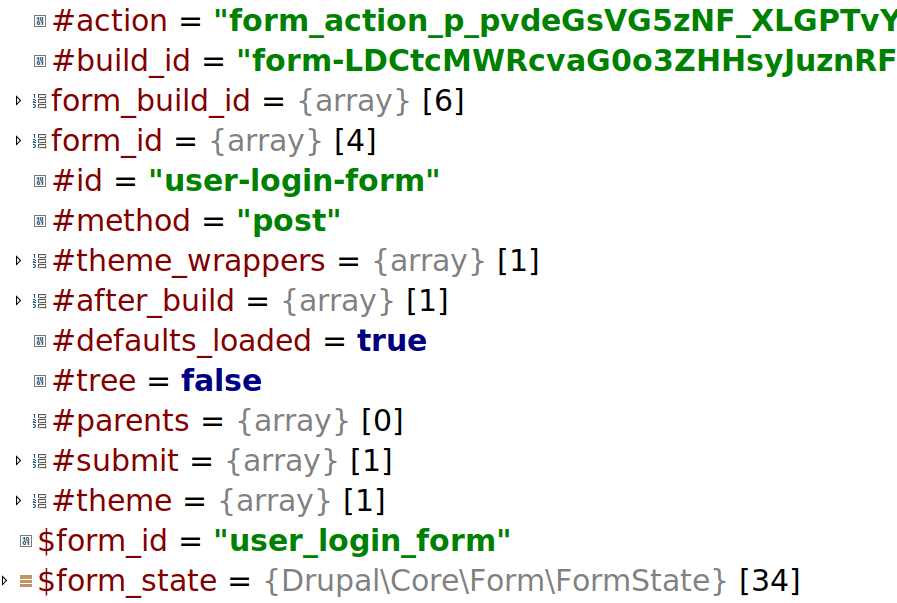 #action = "form_action_p_pvdeGsVG5zNF_XLGPTvY
#build_id = "form-LDCtcMWRcvaG0o3ZHHsyJuznRF
form_build_id = {array} [6]
form_id = {array} [4]
#id = "user-login-form"
#method = "post"
#theme_wrappers = {array} [1]
#after_build = {array} [1]
#defaults_loaded = true
#tree = false
#parents = {array} [0]
#submit = {array} [1]
#theme = {array} [1]
$form_id = "user_login_form"
$form_state = {Drupal\Core\Form\FormState} [34]